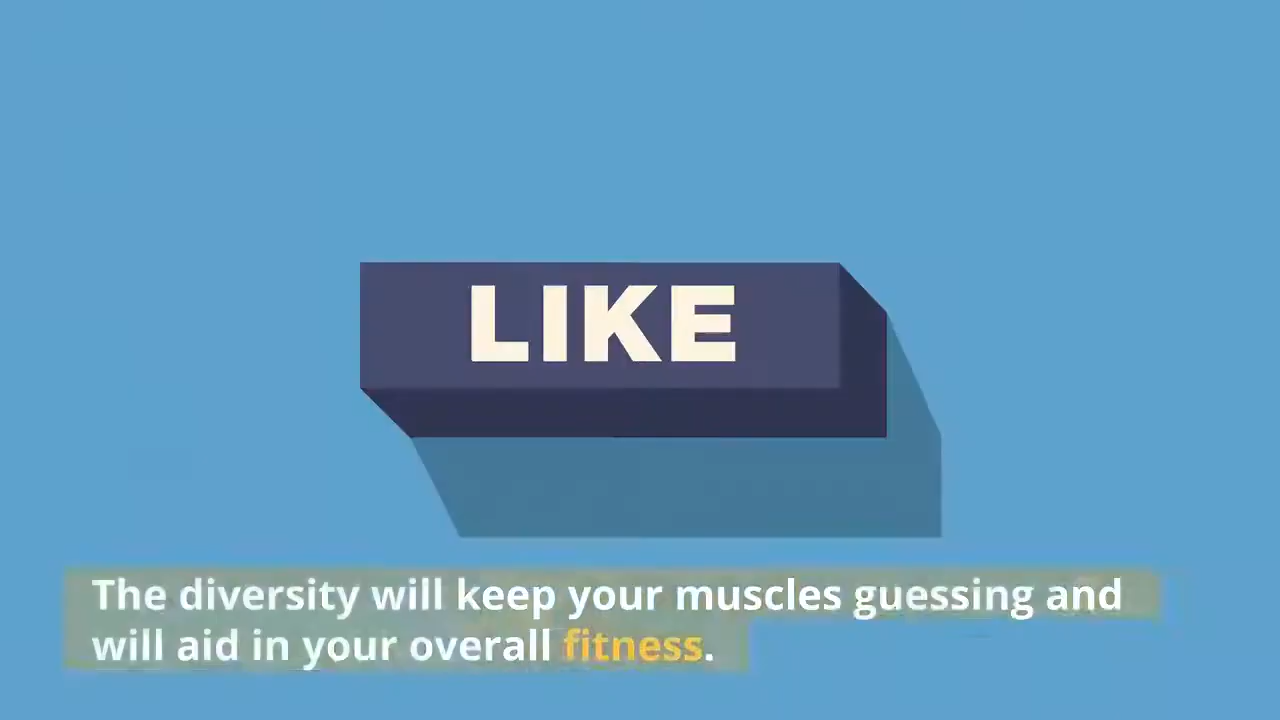 LIKE
The diversity will keep your muscles guessing and
will aid in your overall fitness.